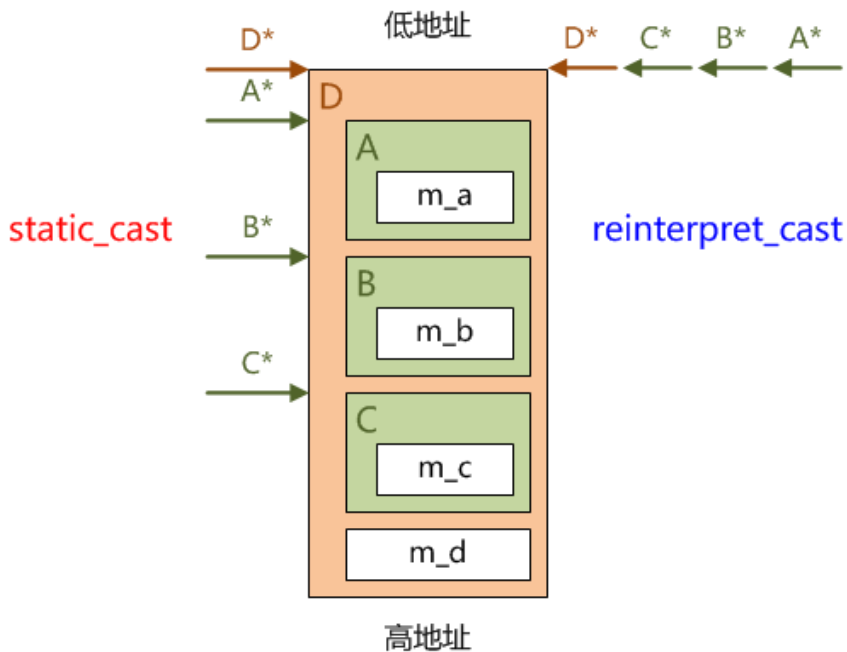 低地址
D*
D*
C*
B*
A*
A*
D
A
m_a
static_cast
B*
reinterpret_cast
B
m_b
C*
C
m_c
m_d
高地址